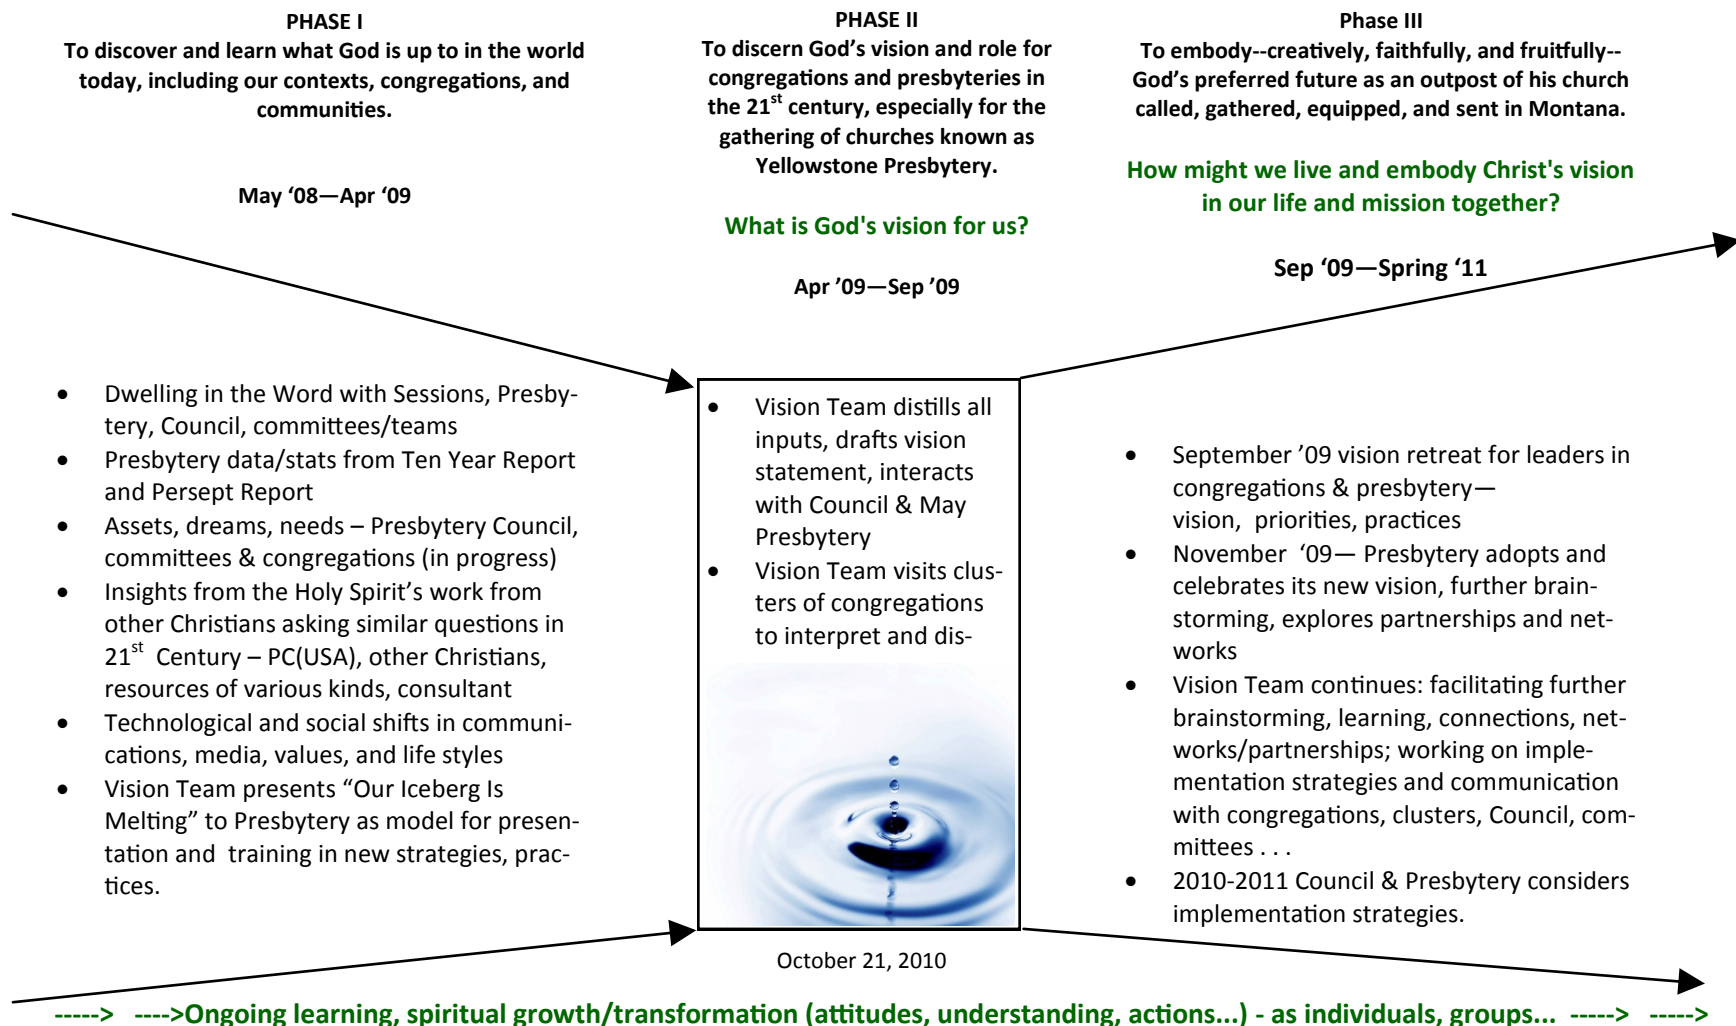 PHASE I
To discover and learn what God is up to in the world
today, including our contexts, congregations, and
communities.
May ‘08—Apr ‘09
PHASE II
To discern God’s vision and role for
congregations and presbyteries in
the 21st century, especially for the
gathering of churches known as
Yellowstone Presbytery.
What is God's vision for us?
Apr ’09—Sep ’09
Phase III
To embody--creatively, faithfully, and fruitfully--
God’s preferred future as an outpost of his church
called, gathered, equipped, and sent in Montana.
How might we live and embody Christ's vision
in our life and mission together?
Sep ‘09—Spring ‘11
• Dwelling in the Word with Sessions, Presby-
tery, Council, committees/teams
• Presbytery data/stats from Ten Year Report
and Persept Report
• Assets, dreams, needs – Presbytery Council,
committees & congregations (in progress)
• Insights from the Holy Spirit’s work from
other Christians asking similar questions in
21st Century – PC(USA), other Christians,
resources of various kinds, consultant
• Technological and social shifts in communi-
cations, media, values, and life styles
• Vision Team presents “Our Iceberg Is
Melting” to Presbytery as model for presen-
tation and training in new strategies, prac-
tices.
• Vision Team distills all
inputs, drafts vision
statement, interacts
with Council & May
Presbytery
• Vision Team visits clus-
ters of congregations
to interpret and dis-
• September ’09 vision retreat for leaders in
congregations & presbytery—
vision, priorities, practices
• November ‘09— Presbytery adopts and
celebrates its new vision, further brain-
storming, explores partnerships and net-
works
• Vision Team continues: facilitating further
brainstorming, learning, connections, net-
works/partnerships; working on imple-
mentation strategies and communication
with congregations, clusters, Council, com-
mittees . . .
• 2010-2011 Council & Presbytery considers
implementation strategies.
October 21, 2010
-----> ---->Ongoing learning, spiritual growth/transformation (attitudes, understanding, actions...) - as individuals, groups... -----> ----->